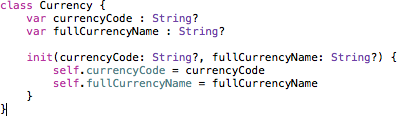 class Currency {
    var currencyCode : String?
    var fullCurrencyName : String?

    init(currencyCode: String?, fullCurrencyName: String?) {
        self.currencyCode = currencyCode
        self.fullCurrencyName = fullCurrencyName
    }
}